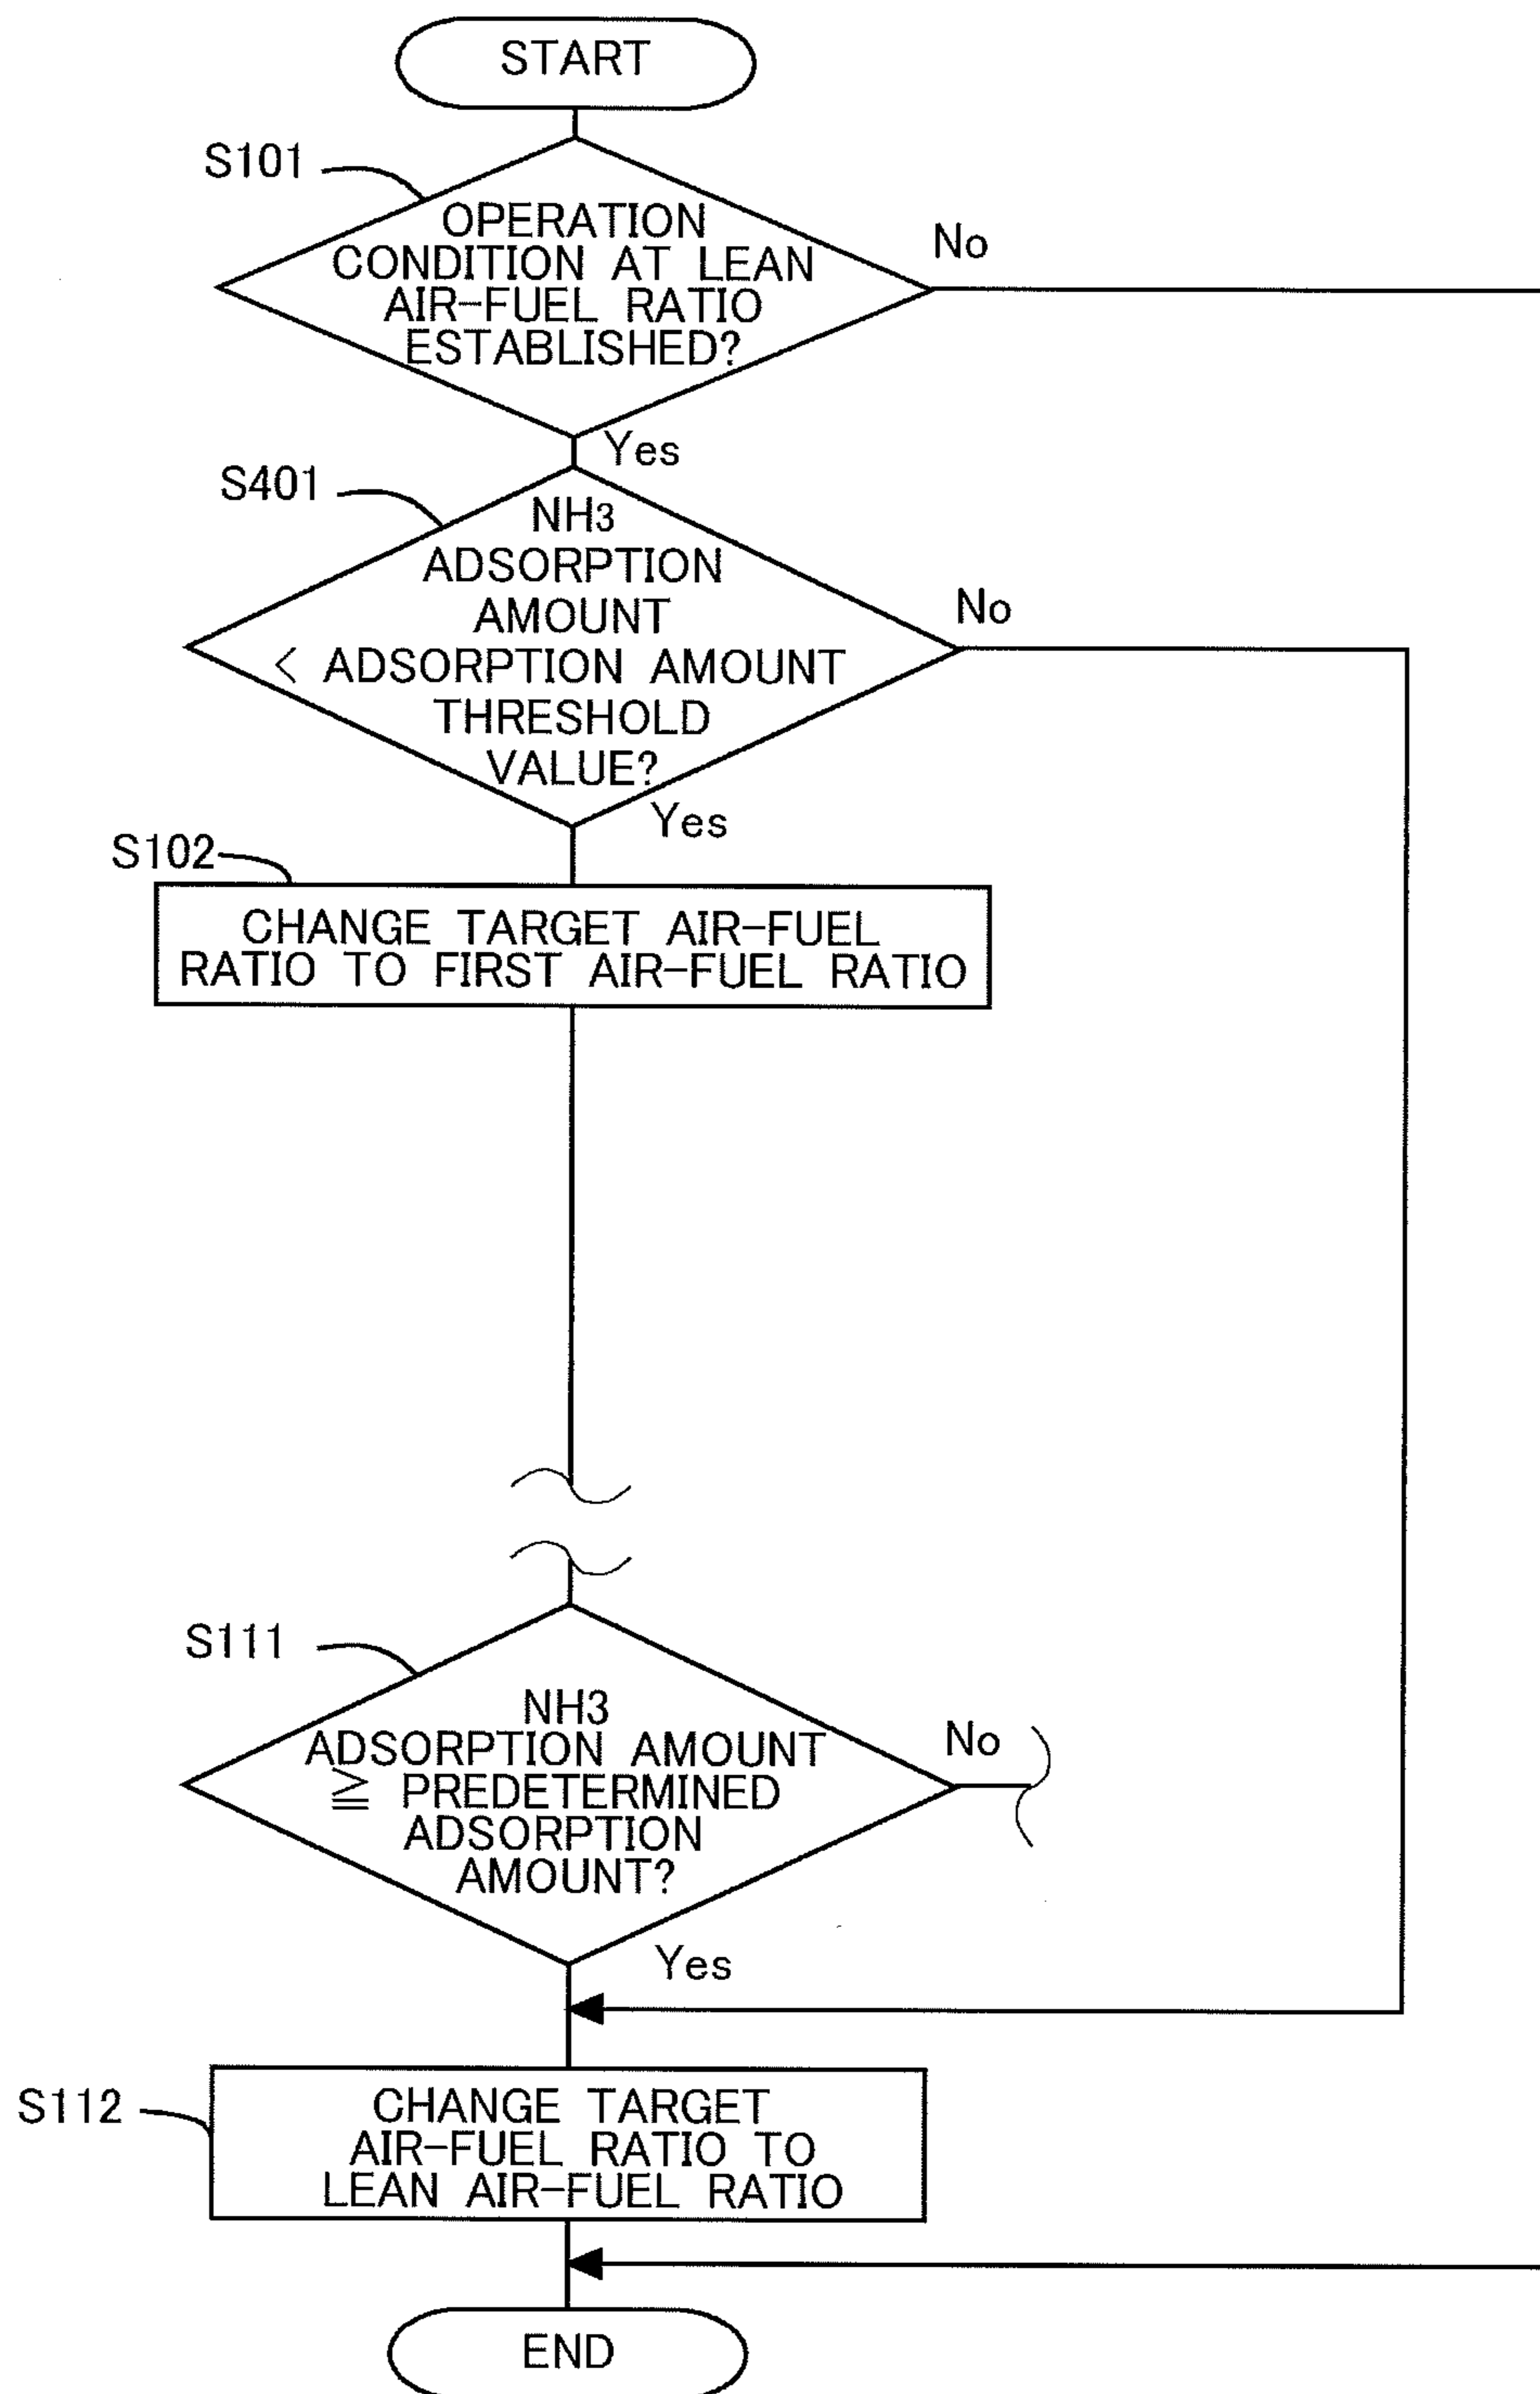 START
S101
OPERATION
CONDITION AT LEAN
AIR-FUEL RATIO
ESTABLISHED?
No
Yes
S401
NH3
ADSORPTION
AMOUNT
< ADSORPTION AMOUNT
THRESHOLD
VALUE?
No
Yes
S102
CHANGE TARGET AIR-FUEL
RATIO TO FIRST AIR-FUEL RATIO
S111
NH3
ADSORPTION AMOUNT
≧ PREDETERMINED
ADSORPTION
AMOUNT?
No
Yes
S112
CHANGE TARGET
AIR-FUEL RATIO TO
LEAN AIR-FUEL RATIO
END